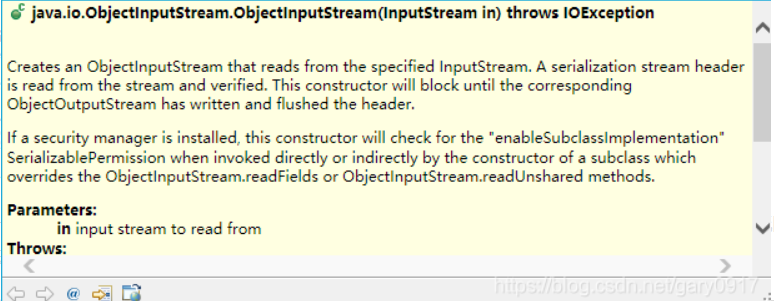 java.io.ObjectInputStream.ObjectInputStream(InputStream in) throws IOException
Creates an ObjectInputStream that reads from the specified InputStream. A serialization stream header
is read from the stream and verified. This constructor will block until the corresponding
ObjectOutputStream has written and flushed the header.
If a security manager is installed, this constructor will check for the "enableSubclassImplementation"
SerializablePermission when invoked directly or indirectly by the constructor of a subclass which
overrides the ObjectInputStream.readFields or ObjectInputStream.readUnshared methods.
Parameters:
in input stream to read from
Throws:
https://blog.csdn.net/gary0917